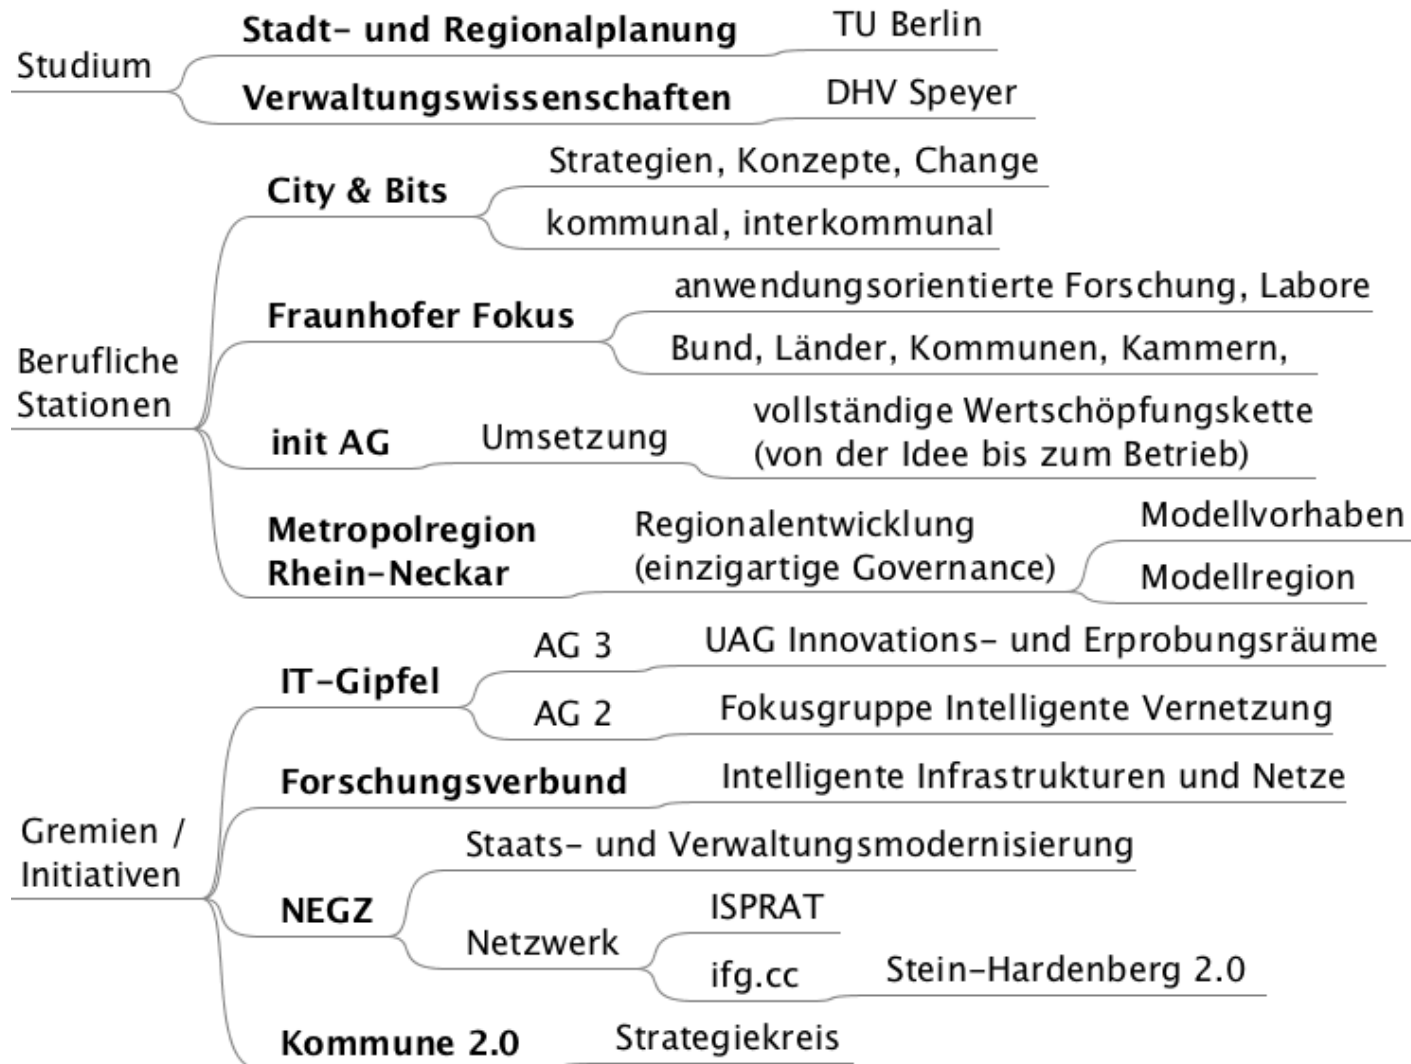 Studium
Stadt- und Regionalplanung
TU Berlin
Verwaltungswissenschaften
DHV Speyer
Berufliche
Stationen
City & Bits
Strategien, Konzepte, Change
kommunal, interkommunal
Fraunhofer Fokus
anwendungsorientierte Forschung, Labore
Bund, Länder, Kommunen, Kammern,
init AG
Umsetzung
vollständige Wertschöpfungskette
(von der Idee bis zum Betrieb)
Metropolregion
Rhein-Neckar
Regionalentwicklung
(einzigartige Governance)
Modellvorhaben
Modellregion
Gremien /
Initiativen
IT-Gipfel
AG 3
UAG Innovations- und Erprobungsräume
AG 2
Fokusgruppe Intelligente Vernetzung
Forschungsverbund
Intelligente Infrastrukturen und Netze
NEGZ
Staats- und Verwaltungsmodernisierung
Netzwerk
ISPRAT
ifg.cc
Stein-Hardenberg 2.0
Kommune 2.0
Strategiekreis